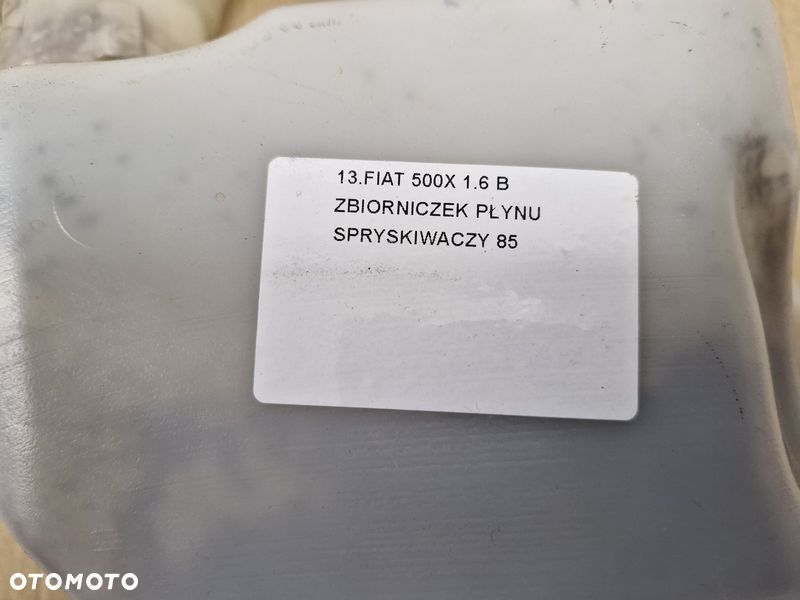 13.FIAT 500X 1.6 B
ZBIORNICZEK PŁYNU
SPRYSKIWACZY 85
OTOMOTO